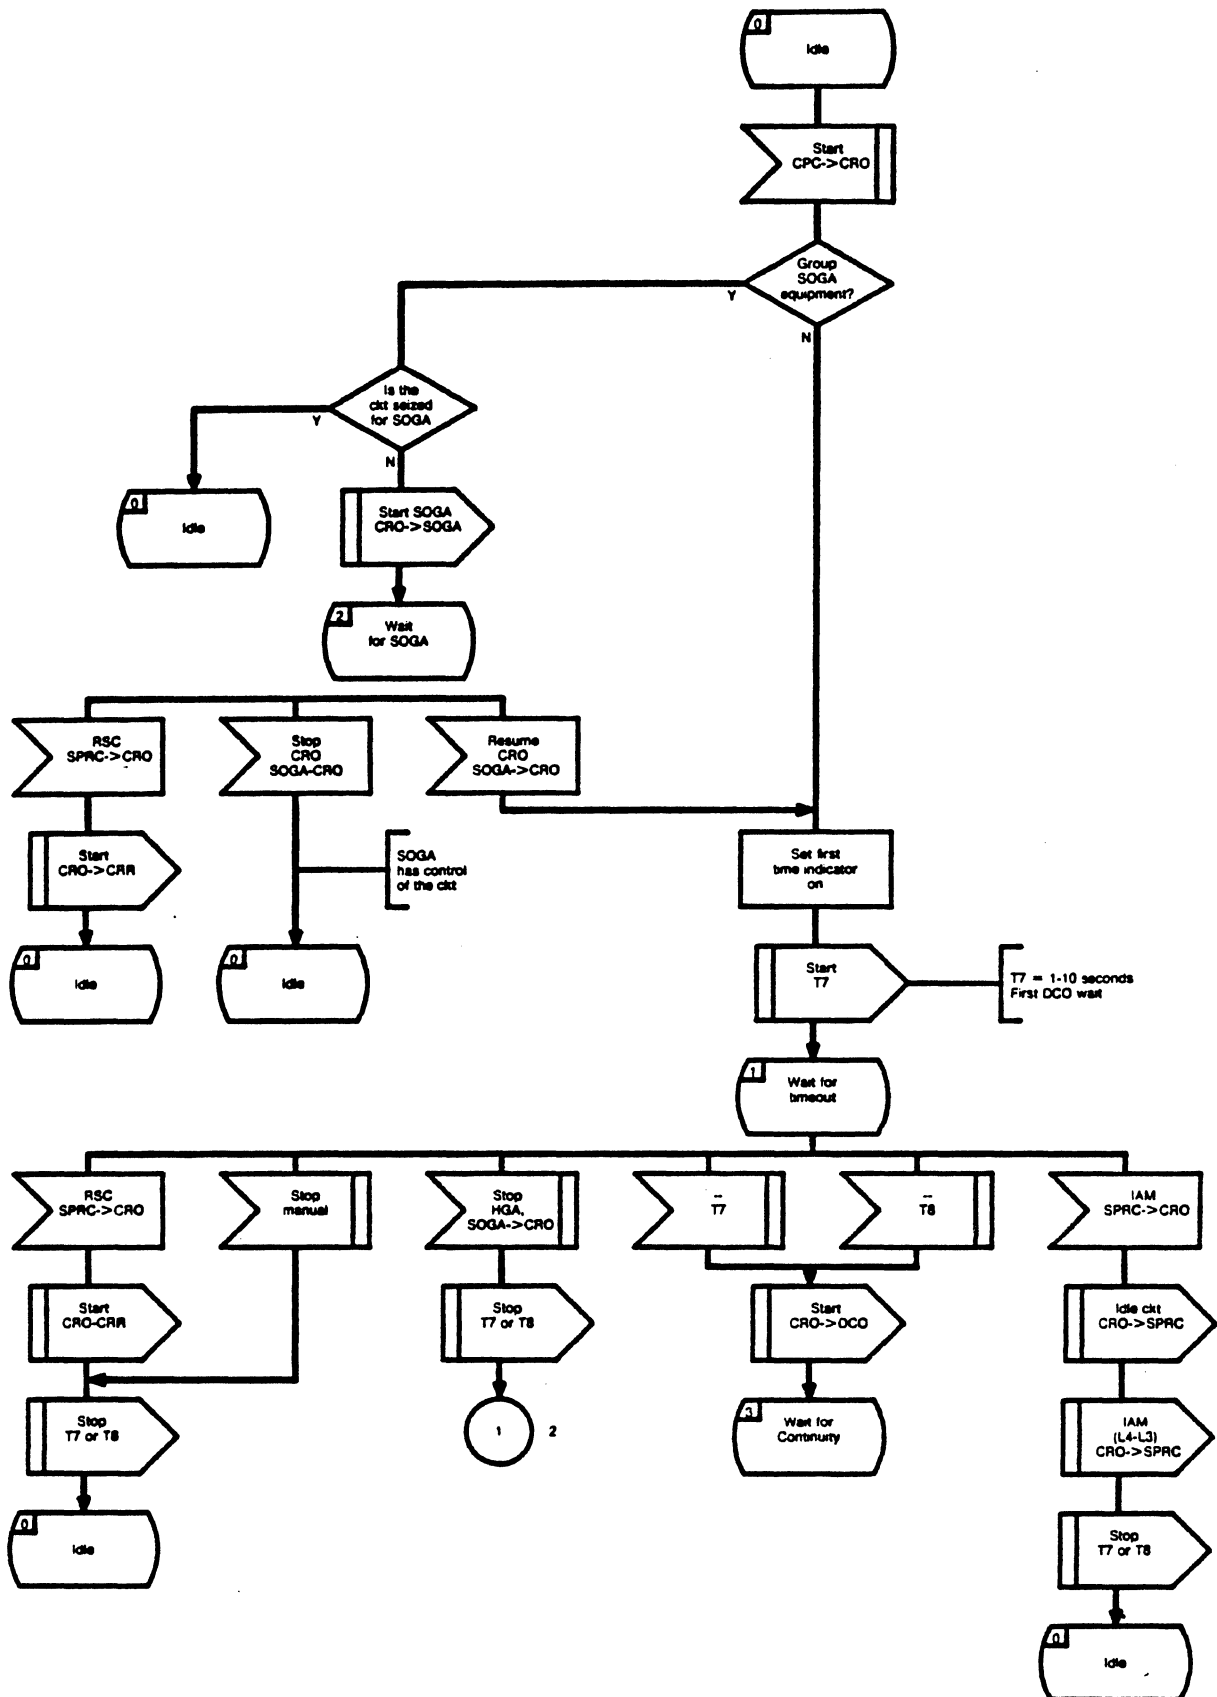 0
Idle
Start
CPC->CRO
Group
SOGA
equipment?
Y
N
Is the
ckt seized
for SOGA
Y
N
0
Idle
Start SOGA
CRO->SOGA
2
Wait
for SOGA
RSC
SPRC->CRO
Stop
CRO
SOGA-CRO
Resume
CRO
SOGA->CRO
Start
CRO->CRR
SOGA
has control
of the ckt
Set first
time indicator
on
0
Idle
0
Idle
Start
T7
T7 = 1-10 seconds
First DCO wait
1
Wait for
timeout
RSC
SPRC->CRO
Stop
manual
Stop
HGA,
SOGA->CRO
--
T7
--
T8
IAM
SPRC->CRO
Start
CRO-CRR
Stop
T7 or T8
Start
CRO->DCO
Idle ckt
CRO->SPRC
Stop
T7 or T8
1
2
3
Wait for
Continuity
IAM
(L4-L3)
CRO->SPRC
0
Idle
Stop
T7 or T8
0
Idle